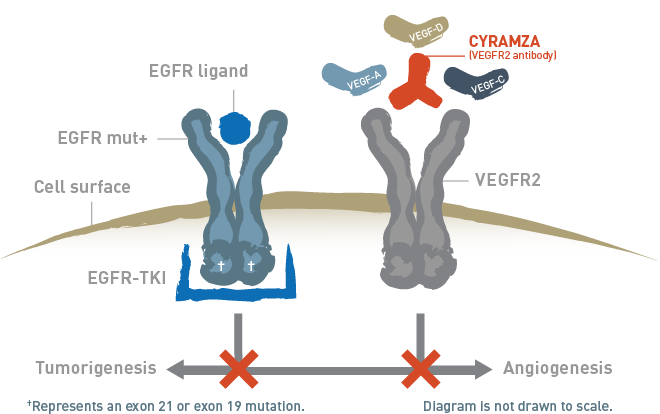 VEGF-D
CYRAMZA
(VEGFR2 antibody)
EGFR ligand
VEGF-A
VEGF-C
EGFR mut+
VEGFR2
Cell surface
† †
EGFR-TKI
Tumorigenesis
Angiogenesis
†Represents an exon 21 or exon 19 mutation.
Diagram is not drawn to scale.